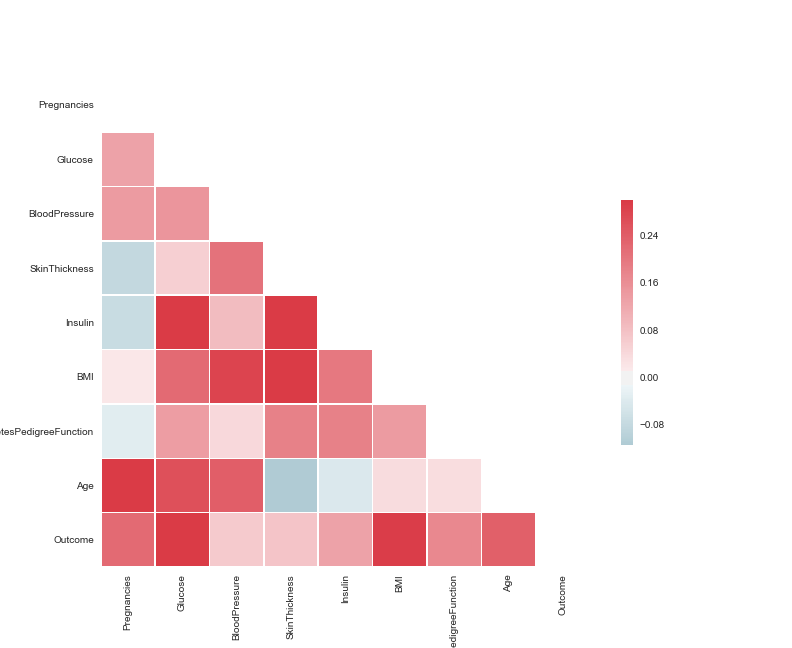 Pregnancies
Glucose
BloodPressure
SkinThickness
Insulin
BMI
etesPedigreeFunction
Age
Outcome
Pregnancies
Glucose
BloodPressure
SkinThickness
Insulin
BMI
edigreeFunction
Age
Outcome
0.24
0.16
0.08
0.00
−0.08